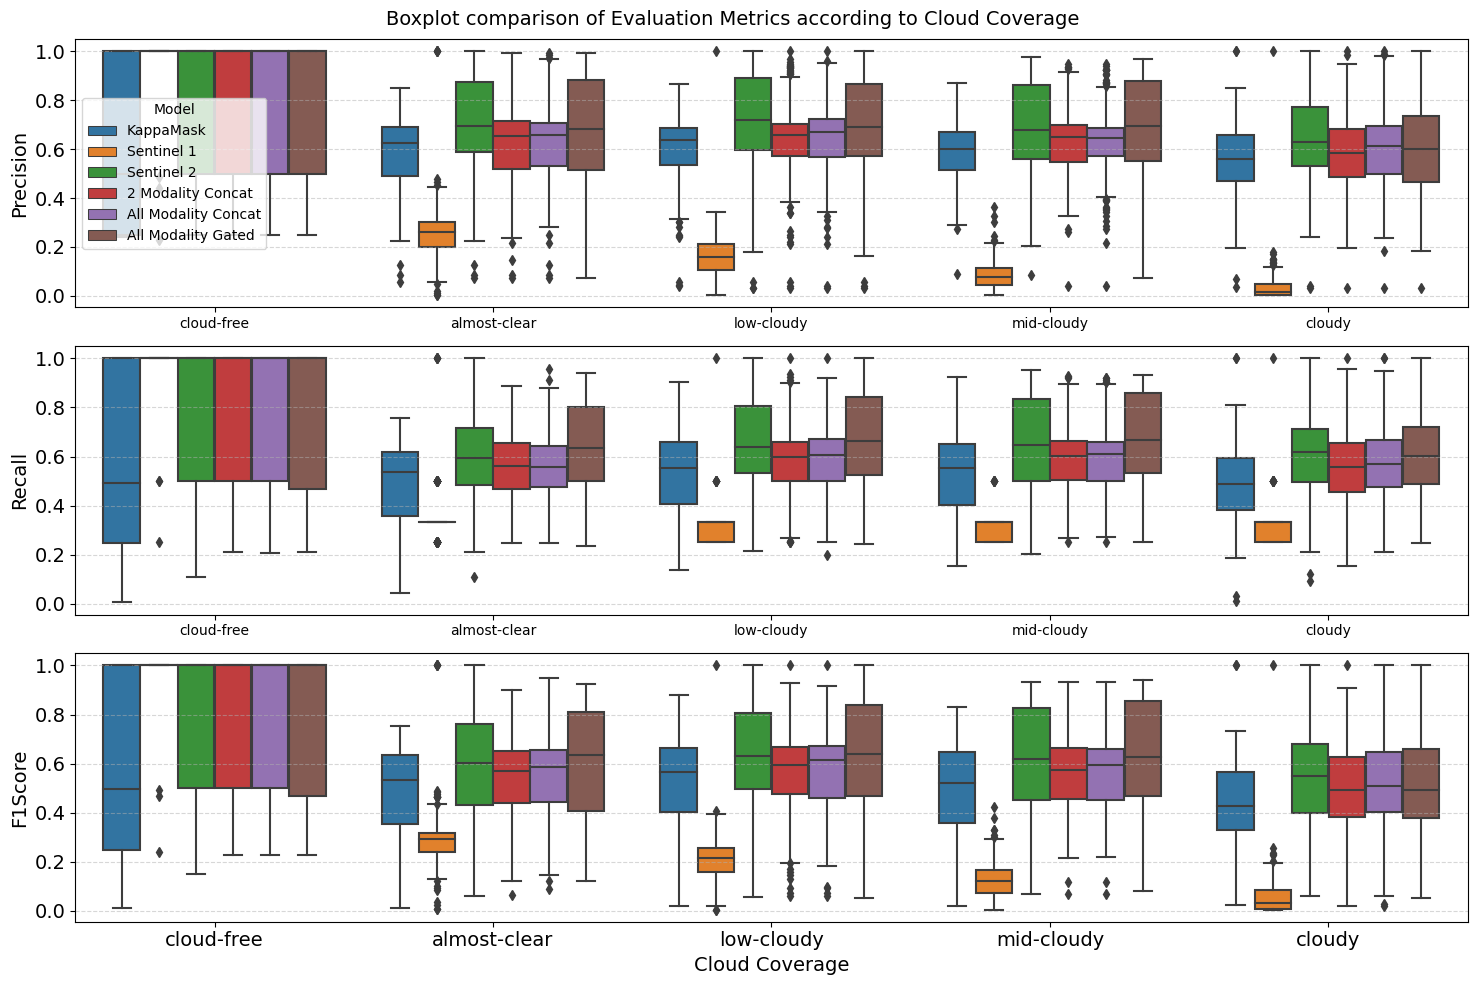 Boxplot comparison of Evaluation Metrics according to Cloud Coverage
Precision
1.0
0.8
0.6
0.4
0.2
0.0
Model
KappaMask
Sentinel 1
Sentinel 2
2 Modality Concat
All Modality Concat
All Modality Gated
cloud-free almost-clear low-cloudy mid-cloudy cloudy
Recall
1.0
0.8
0.6
0.4
0.2
0.0
cloud-free almost-clear low-cloudy mid-cloudy cloudy
F1Score
1.0
0.8
0.6
0.4
0.2
0.0
cloud-free almost-clear low-cloudy mid-cloudy cloudy
Cloud Coverage